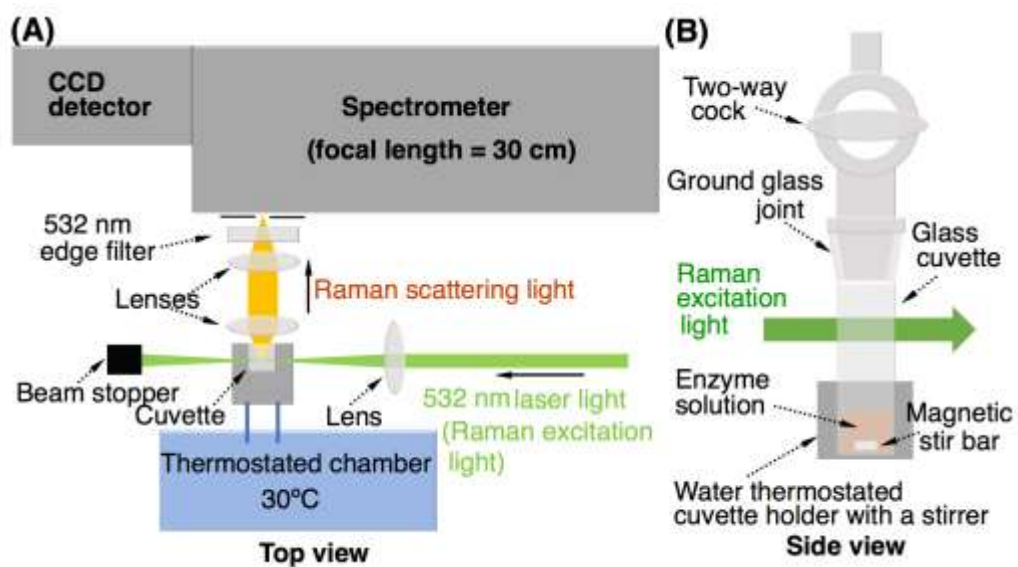 (A)
CCD
detector
Spectrometer
(focal length = 30 cm)
532 nm
edge filter
Lenses
Raman scattering light
Beam stopper
Cuvette
Lens
532 nm laser light
(Raman excitation
light)
Thermostated chamber
30ºC
Top view
(B)
Two-way
cock
Ground glass
joint
Glass
cuvette
Raman
excitation
light
Enzyme
solution
Magnetic
stir bar
Water thermostated
cuvette holder with a stirrer
Side view